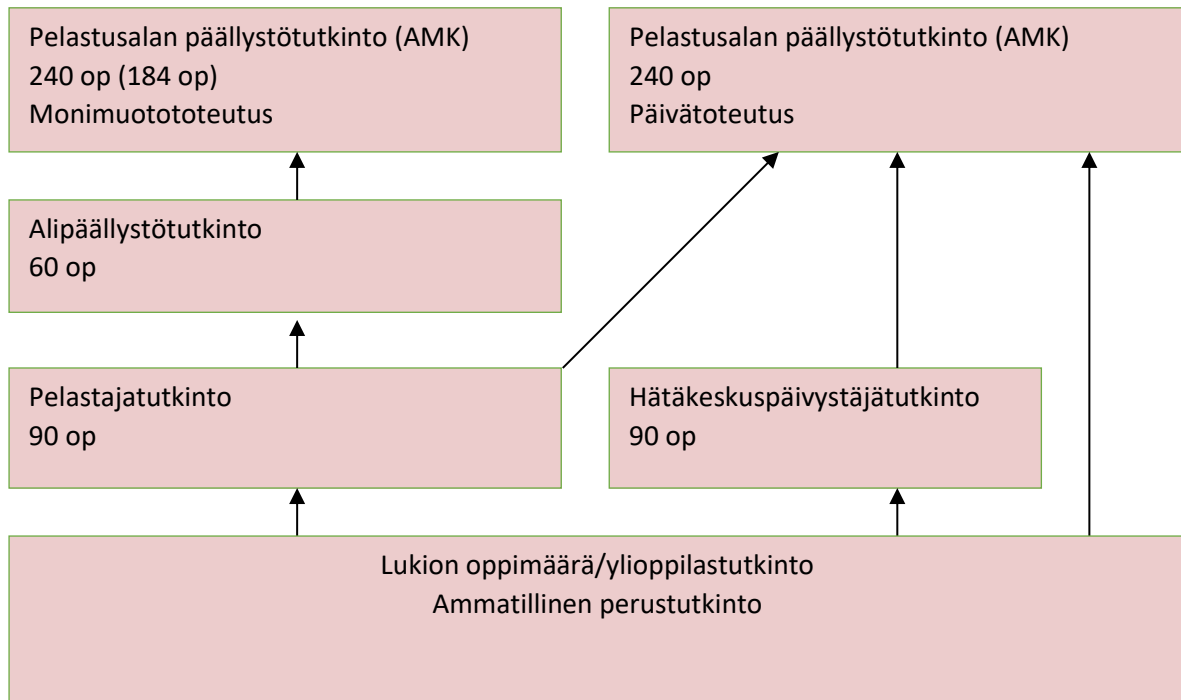 Pelastusalan päällystötutkinto (AMK)
240 op (184 op)
Monimuotototeutus
Pelastusalan päällystötutkinto (AMK)
240 op
Päivätoteutus
Alipäällystötutkinto
60 op
Pelastajatutkinto
90 op
Hätäkeskuspäivystäjätutkinto
90 op
Lukion oppimäärä/ylioppilastutkinto
Ammatillinen perustutkinto